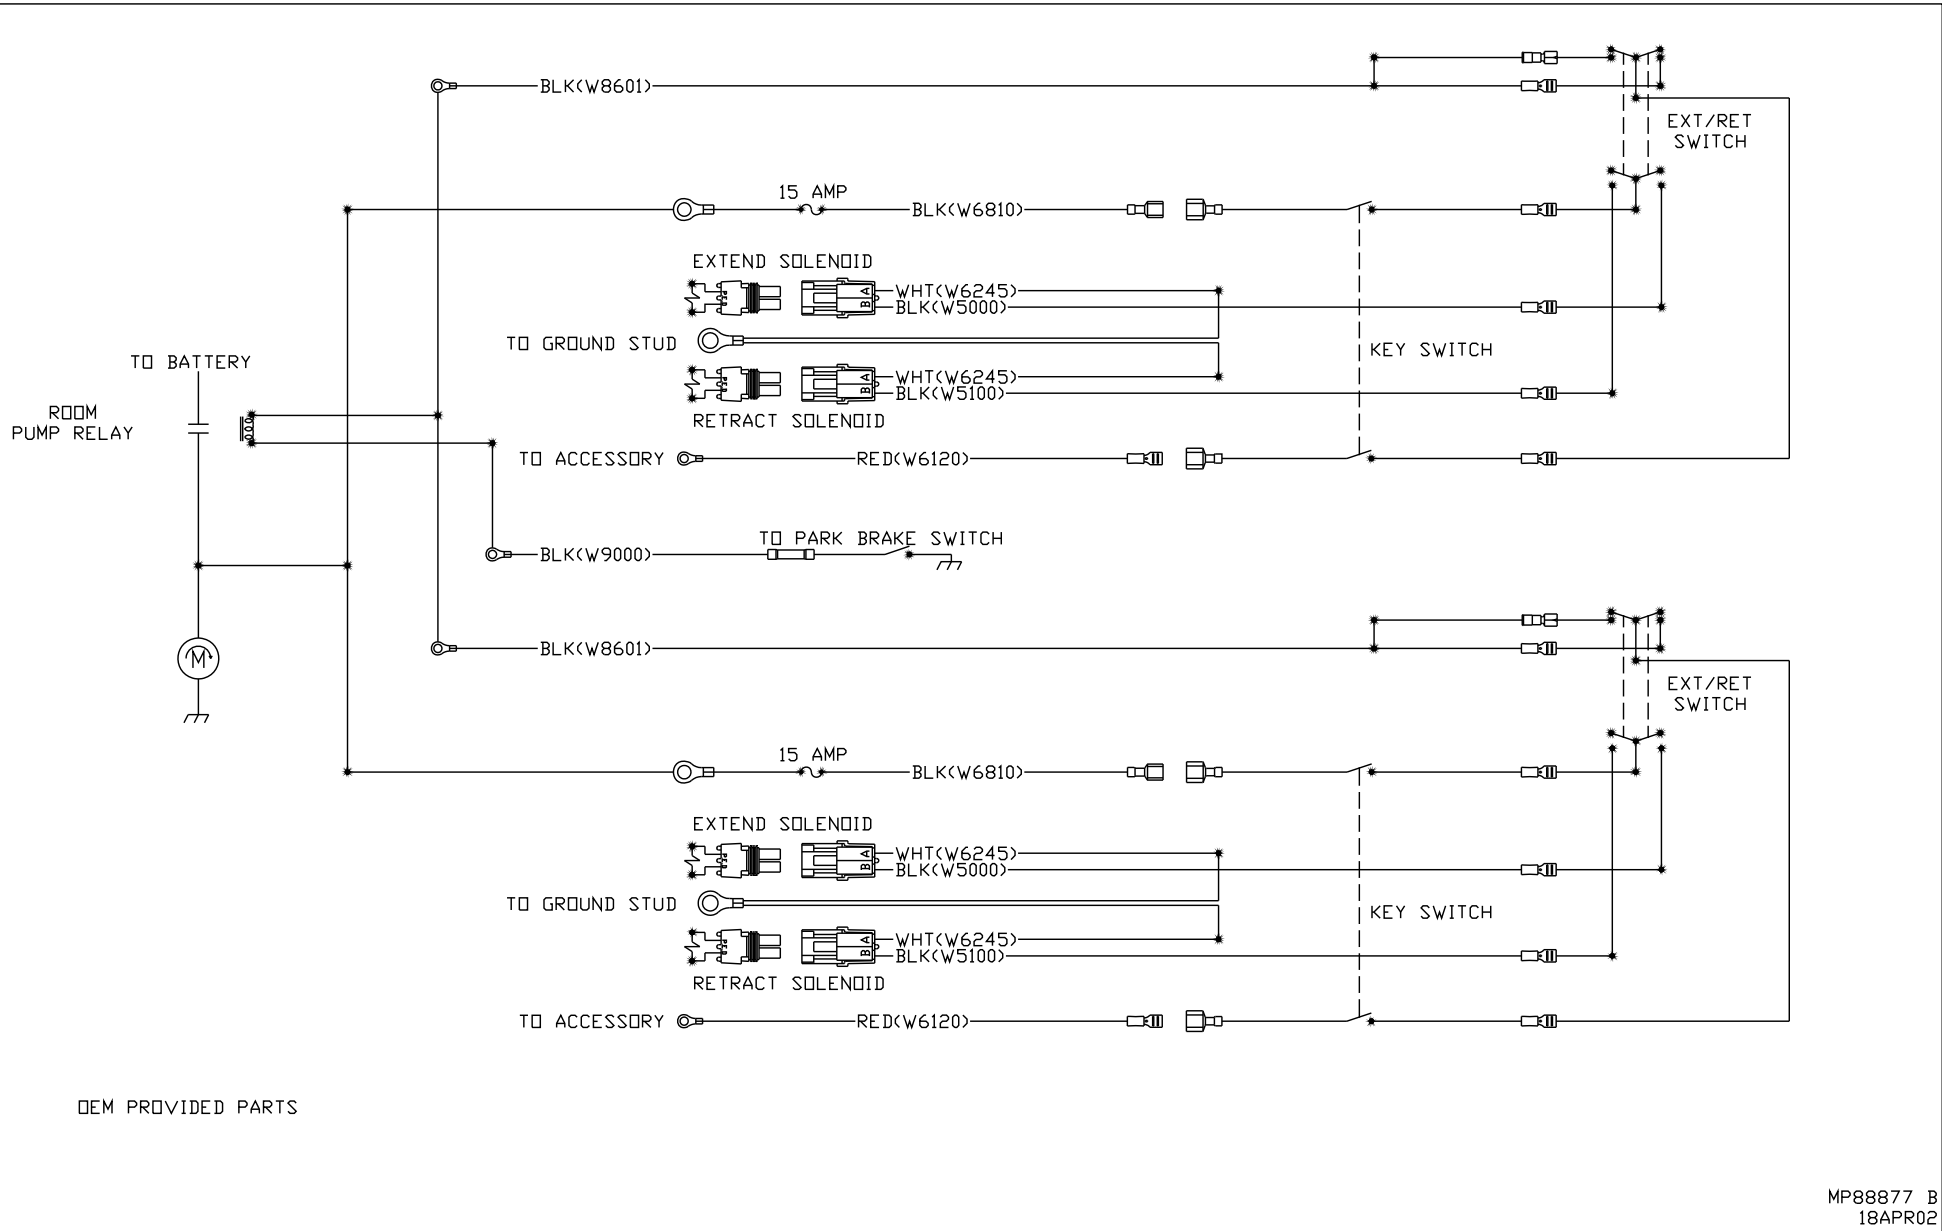 BLK(W8601)
EXT/RET
SWITCH
15 AMP
BLK(W6810)
EXTEND SOLENOID
A
B
WHT(W6245)
BLK(W5000)
TO GROUND STUD
KEY SWITCH
TO BATTERY
A
B
WHT(W6245)
BLK(W5100)
ROOM
PUMP RELAY
RETRACT SOLENOID
TO ACCESSORY
RED(W6120)
TO PARK BRAKE SWITCH
BLK(W9000)
BLK(W8601)
M
EXT/RET
SWITCH
15 AMP
BLK(W6810)
EXTEND SOLENOID
A
B
WHT(W6245)
BLK(W5000)
TO GROUND STUD
KEY SWITCH
A
B
WHT(W6245)
BLK(W5100)
RETRACT SOLENOID
TO ACCESSORY
RED(W6120)
OEM PROVIDED PARTS
MP88877 B
18APR02